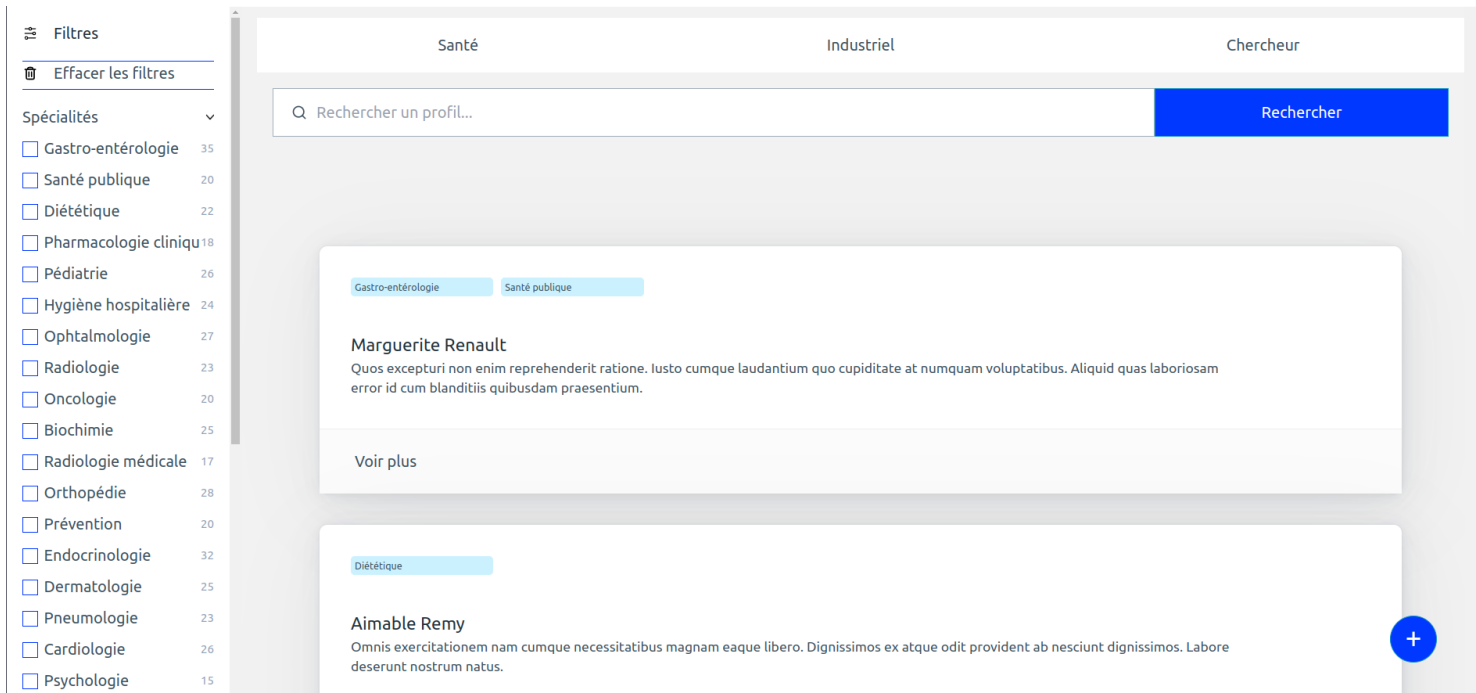 Filtres
Effacer les filtres
Spécialités
Gastro-entérologie 35
Santé publique 20
Diététique 22
Pharmacologie cliniqu 18
Pédiatrie 26
Hygiène hospitalière 24
Ophtalmologie 27
Radiologie 23
Oncologie 20
Biochimie 25
Radiologie médicale 17
Orthopédie 28
Prévention 20
Endocrinologie 32
Dermatologie 25
Pneumologie 23
Cardiologie 26
Psychologie 15
Santé Industriel Chercheur
Rechercher un profil... Rechercher
Gastro-entérologie Santé publique
Marguerite Renault
Quos excepturi non enim reprehenderit ratione. Iusto cumque laudantium quo cupiditate at numquam voluptatibus. Aliquid quas laboriosam
error id cum blanditiis quibusdam praesentium.
Voir plus
Diététique
Aimable Remy
Omnis exercitationem nam cumque necessitatibus magnam eaque libero. Dignissimos ex atque odit provident ab nesciunt dignissimos. Labore
deserunt nostrum natus.
+